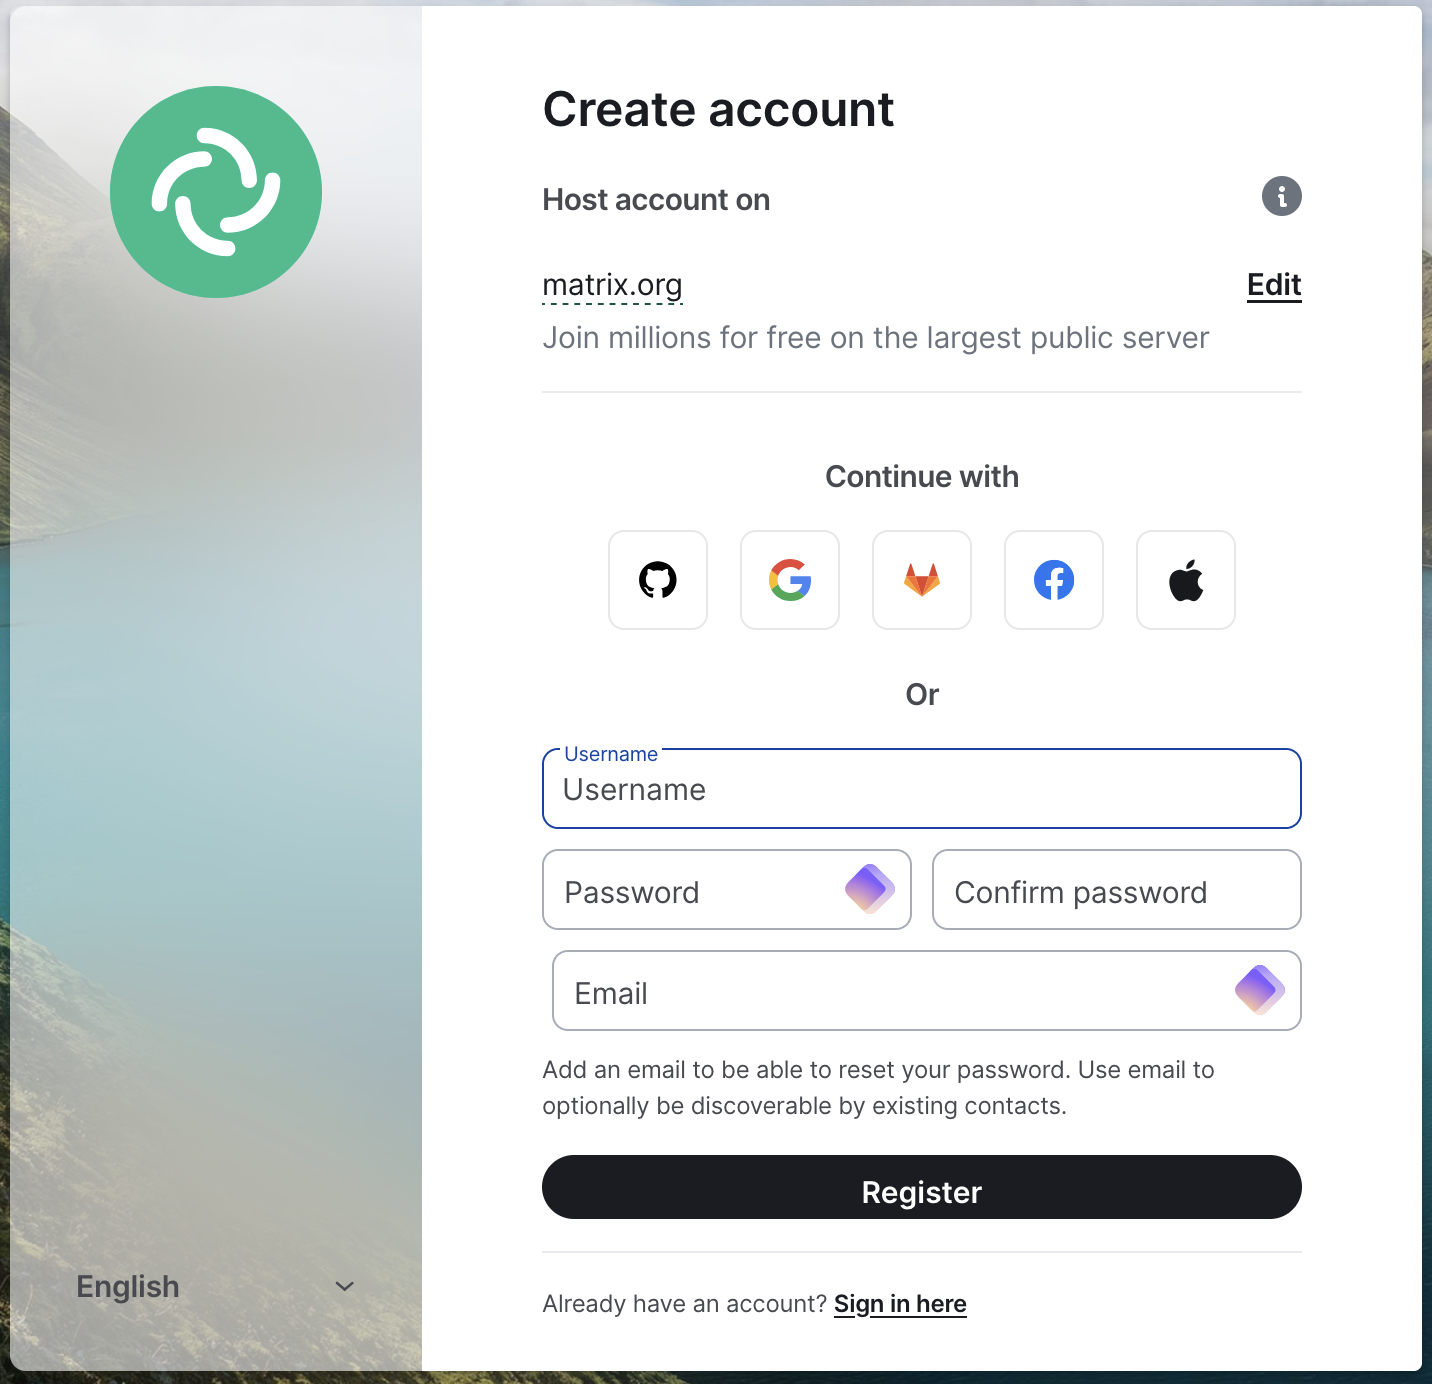 Create account
Host account on
matrix.org
Edit
Join millions for free on the largest public server
Continue with
Or
Username
Username
Password
Confirm password
Email
Add an email to be able to reset your password. Use email to
optionally be discoverable by existing contacts.
Register
Already have an account? Sign in here
English